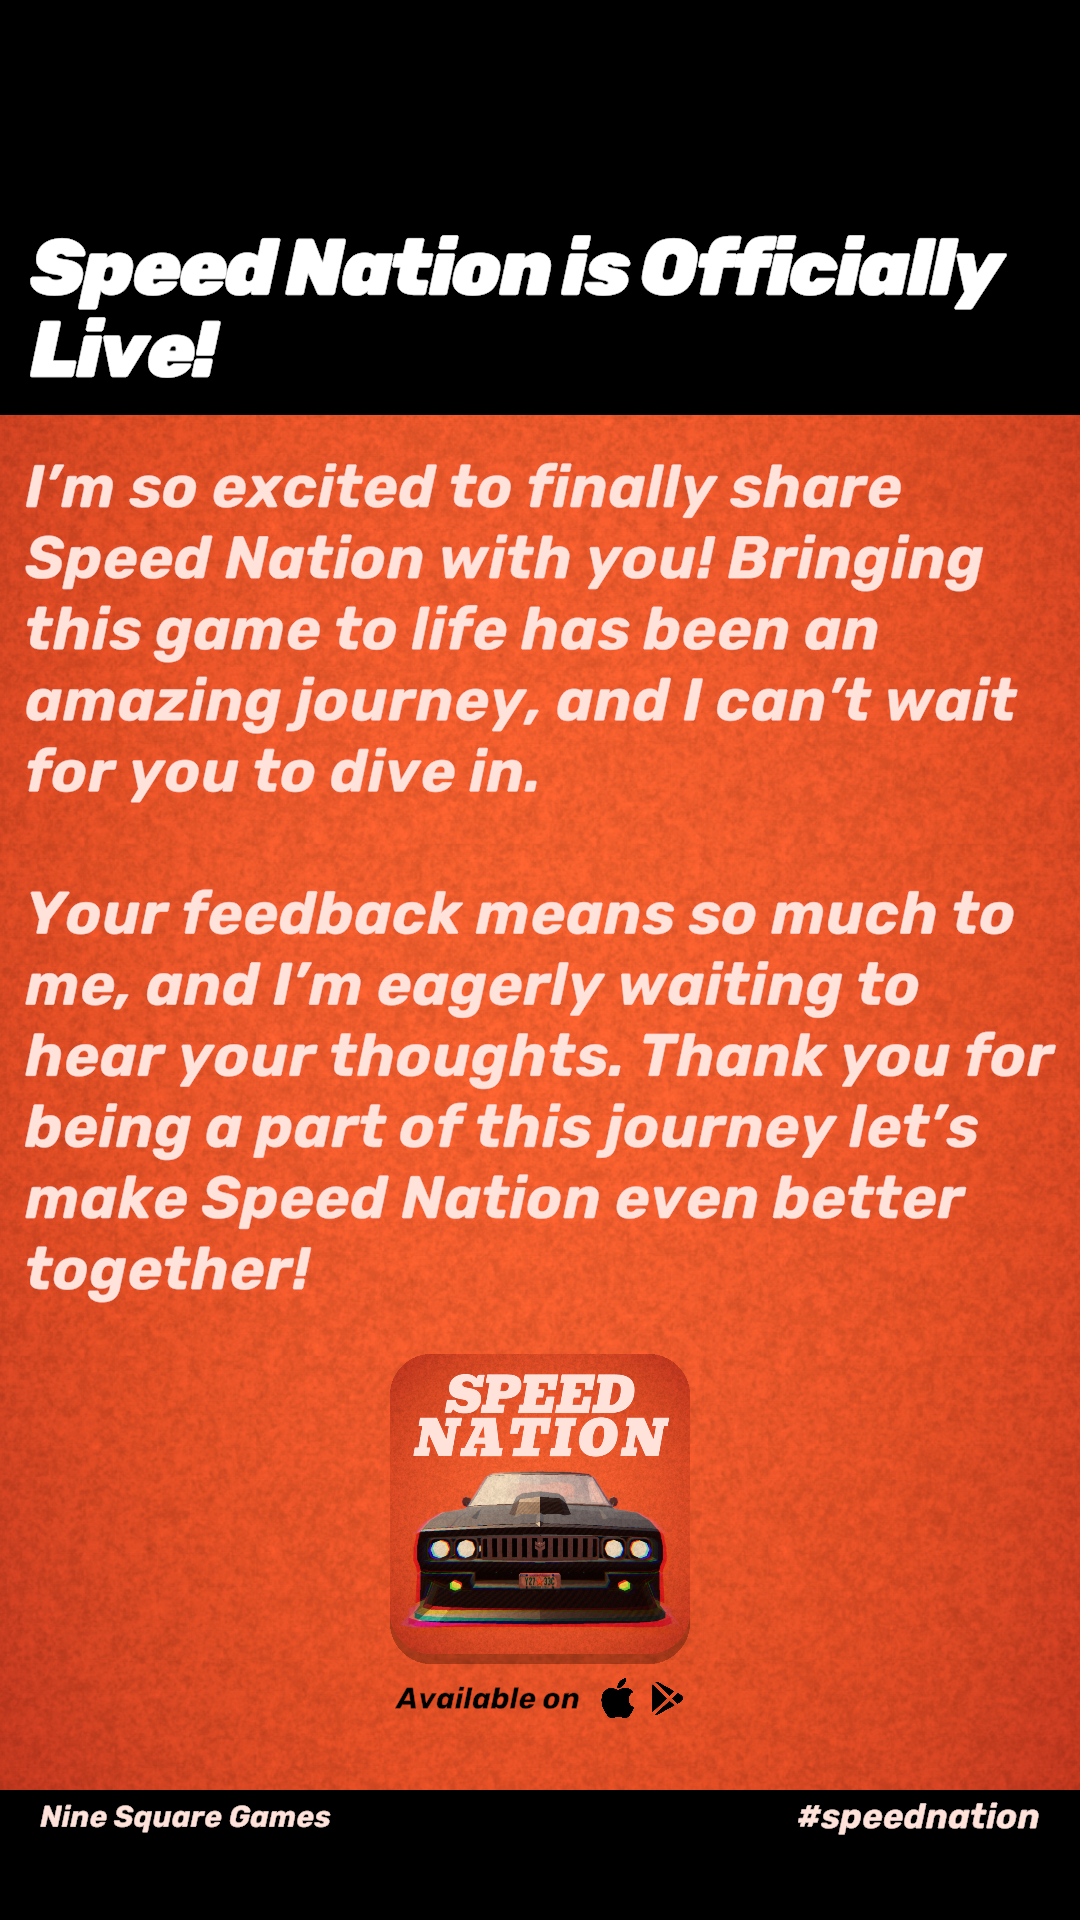 Speed Nation is Officially
Live!
I’m so excited to finally share
Speed Nation with you! Bringing
this game to life has been an
amazing journey, and I can’t wait
for you to dive in.
Your feedback means so much to
me, and I’m eagerly waiting to
hear your thoughts. Thank you for
being a part of this journey let’s
make Speed Nation even better
together!
SPEED
NATION
Available on
Nine Square Games
#speednation